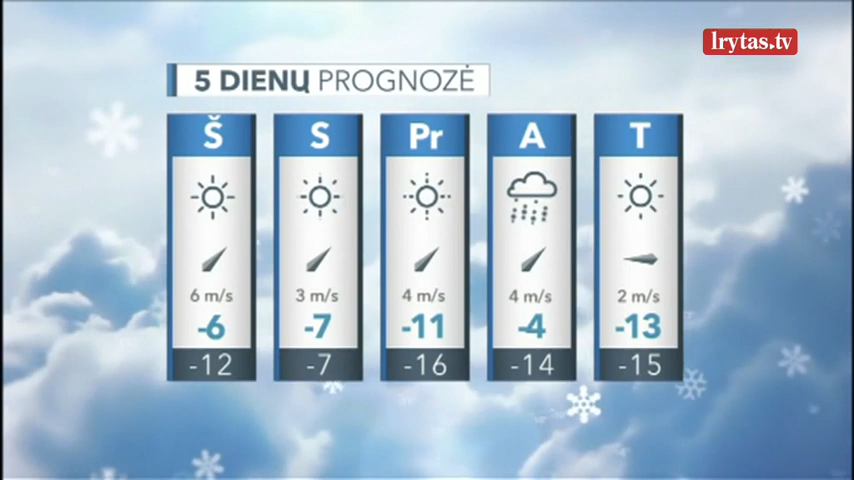 lrytas.tv
5 DIENŲ PROGNOZĖ
Š S Pr A T
6 m/s 3 m/s 4 m/s 4 m/s 2 m/s
-6 -7 -11 -4 -13
-12 -7 -16 -14 -15